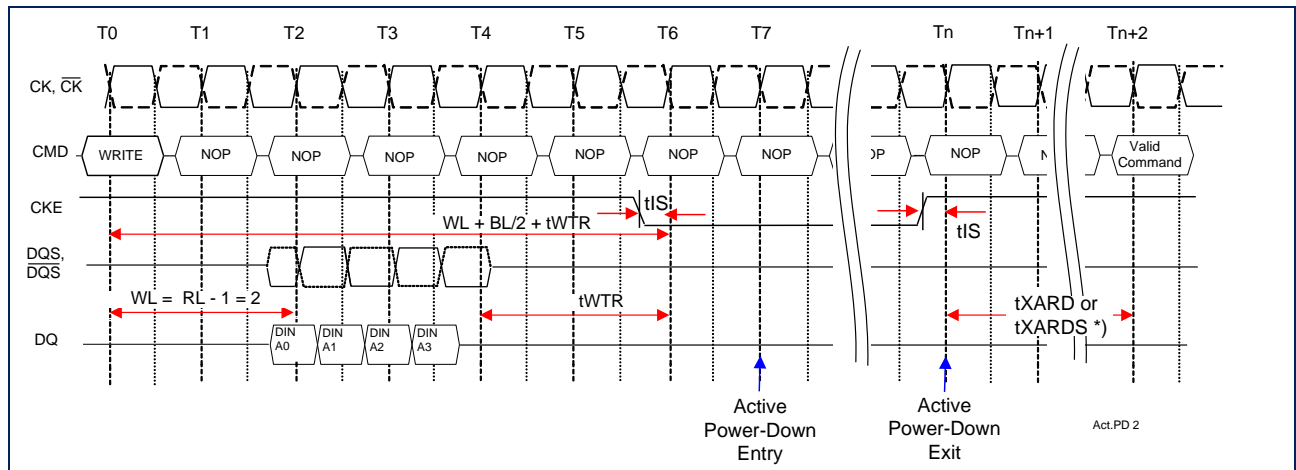 T0 T1 T2 T3 T4 T5 T6 T7 Tn Tn+1 Tn+2
CK, CK
CMD WRITE NOP NOP NOP NOP NOP NOP NOP OP NOP N Valid
Command
CKE tIS
tIS
WL + BL/2 + tWTR
DQS,
DQS
WL = RL - 1 = 2 tWTR tXARD or
tXARDS *)
DQ DIN
A0 DIN
A1 DIN
A2 DIN
A3
Active
Power-Down
Entry
Active
Power-Down
Exit
Act.PD 2